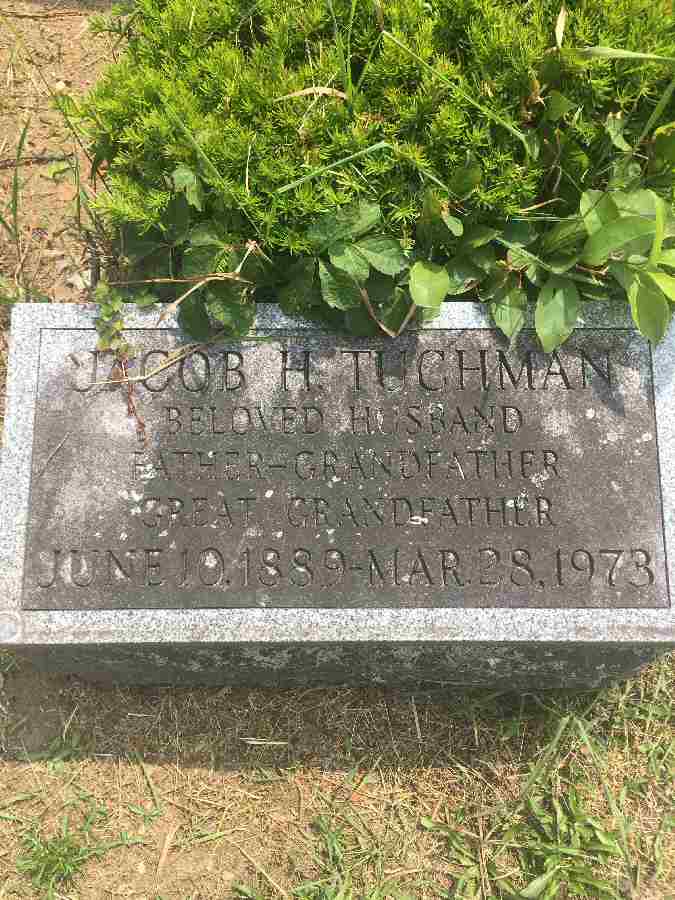 JACOB H. TUCHMAN
BELOVED HUSBAND
FATHER-GRANDFATHER
GREAT GRANDFATHER
JUNE 10, 1889-MAR. 28, 1973